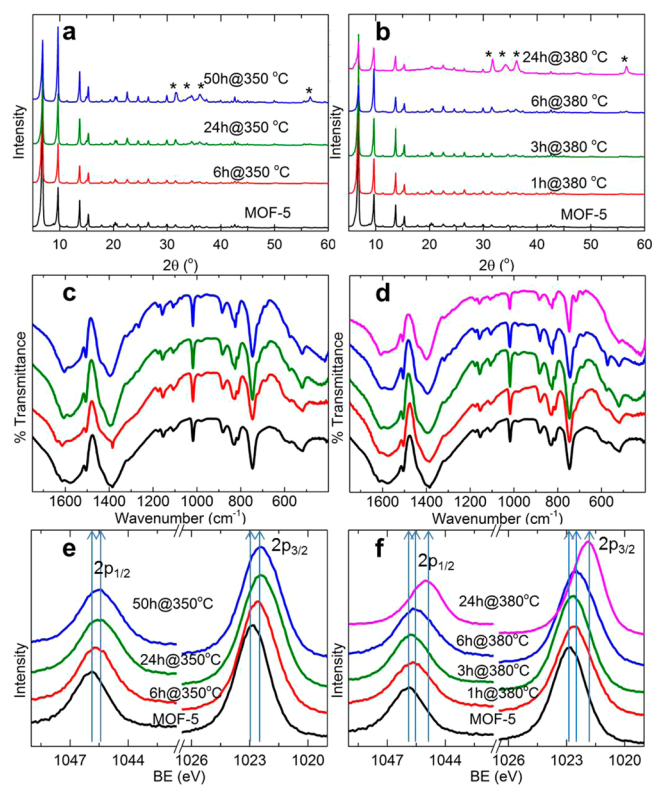 a
50h@350 °C
* * * *
24h@350 °C
6h@350 °C
MOF-5
Intensity
10 20 30 40 50 60
2θ (°)
b
* * * *
24h@380 °C
6h@380 °C
3h@380 °C
1h@380 °C
MOF-5
Intensity
10 20 30 40 50 60
2θ (°)
c
% Transmittance
1600 1400 1200 1000 800 600
Wavenumber (cm⁻¹)
d
% Transmittance
1600 1400 1200 1000 800 600
Wavenumber (cm⁻¹)
e
2p3/2
2p1/2
50h@350°C
24h@350°C
6h@350°C
MOF-5
Intensity
1047 1044 1026 1023 1020
BE (eV)
f
2p3/2
2p1/2
24h@380°C
6h@380°C
3h@380°C
1h@380°C
MOF-5
Intensity
1047 1044 1026 1023 1020
BE (eV)